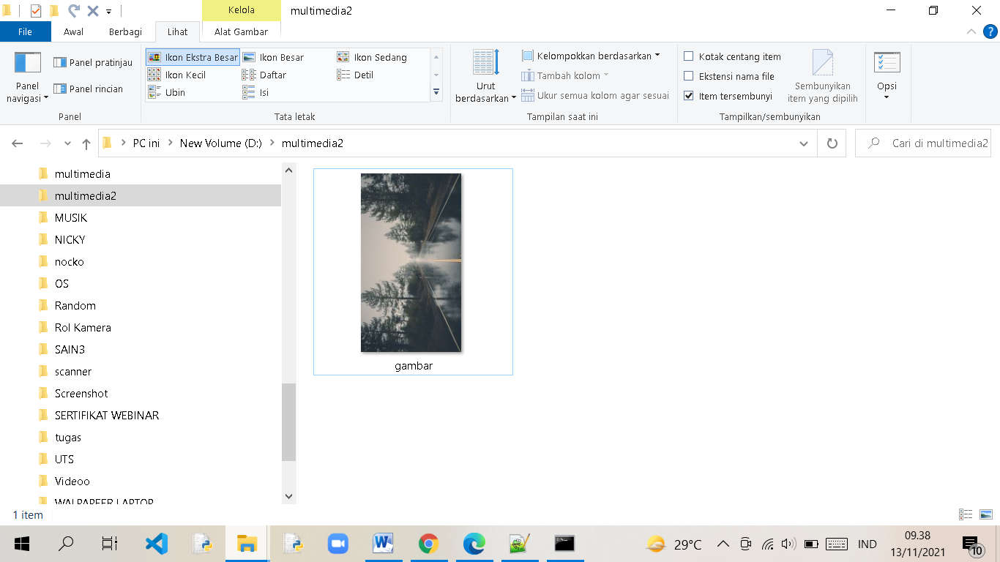 Kelola
multimedia2
File
Awal
Berbagi
Lihat
Alat Gambar
Panel navigasi
Panel pratinjau
Panel rincian
Panel
Ikon Ekstra Besar
Ikon Besar
Ikon Sedang
Ikon Kecil
Daftar
Detil
Ubin
Isi
Tata letak
Urut berdasarkan
Kelompokkan berdasarkan
Tambah kolom
Ukur semua kolom agar sesuai
Tampilan saat ini
Kotak centang item
Ekstensi nama file
Item tersembunyi
Sembunyikan item yang dipilih
Tampilkan/sembunyikan
Opsi
PC ini
New Volume (D:)
multimedia2
Cari di multimedia2
multimedia
multimedia2
MUSIK
NICKY
nocko
OS
Random
Rol Kamera
SAIN3
scanner
Screenshot
SERTIFIKAT WEBINAR
tugas
UTS
Videoo
WALPAPEER LAPTOP
gambar
1 item
29°C
IND
09.38
13/11/2021
10